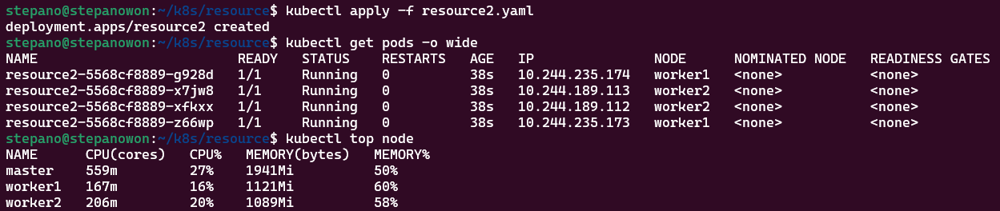 stepano@stepanowon:~/k8s/resource$ kubectl apply -f resource2.yaml
deployment.apps/resource2 created
stepano@stepanowon:~/k8s/resource$ kubectl get pods -o wide
NAME                         READY   STATUS    RESTARTS   AGE   IP               NODE      NOMINATED NODE   READINESS GATES
resource2-5568cf8889-g928d   1/1     Running   0          38s   10.244.235.174   worker1   <none>           <none>
resource2-5568cf8889-x7jw8   1/1     Running   0          38s   10.244.189.113   worker2   <none>           <none>
resource2-5568cf8889-xfkxx   1/1     Running   0          38s   10.244.189.112   worker2   <none>           <none>
resource2-5568cf8889-z66wp   1/1     Running   0          38s   10.244.235.173   worker1   <none>           <none>
stepano@stepanowon:~/k8s/resource$ kubectl top node
NAME      CPU(cores)   CPU%   MEMORY(bytes)   MEMORY%
master    559m         27%    1941Mi          50%
worker1   167m         16%    1121Mi          60%
worker2   206m         20%    1089Mi          58%